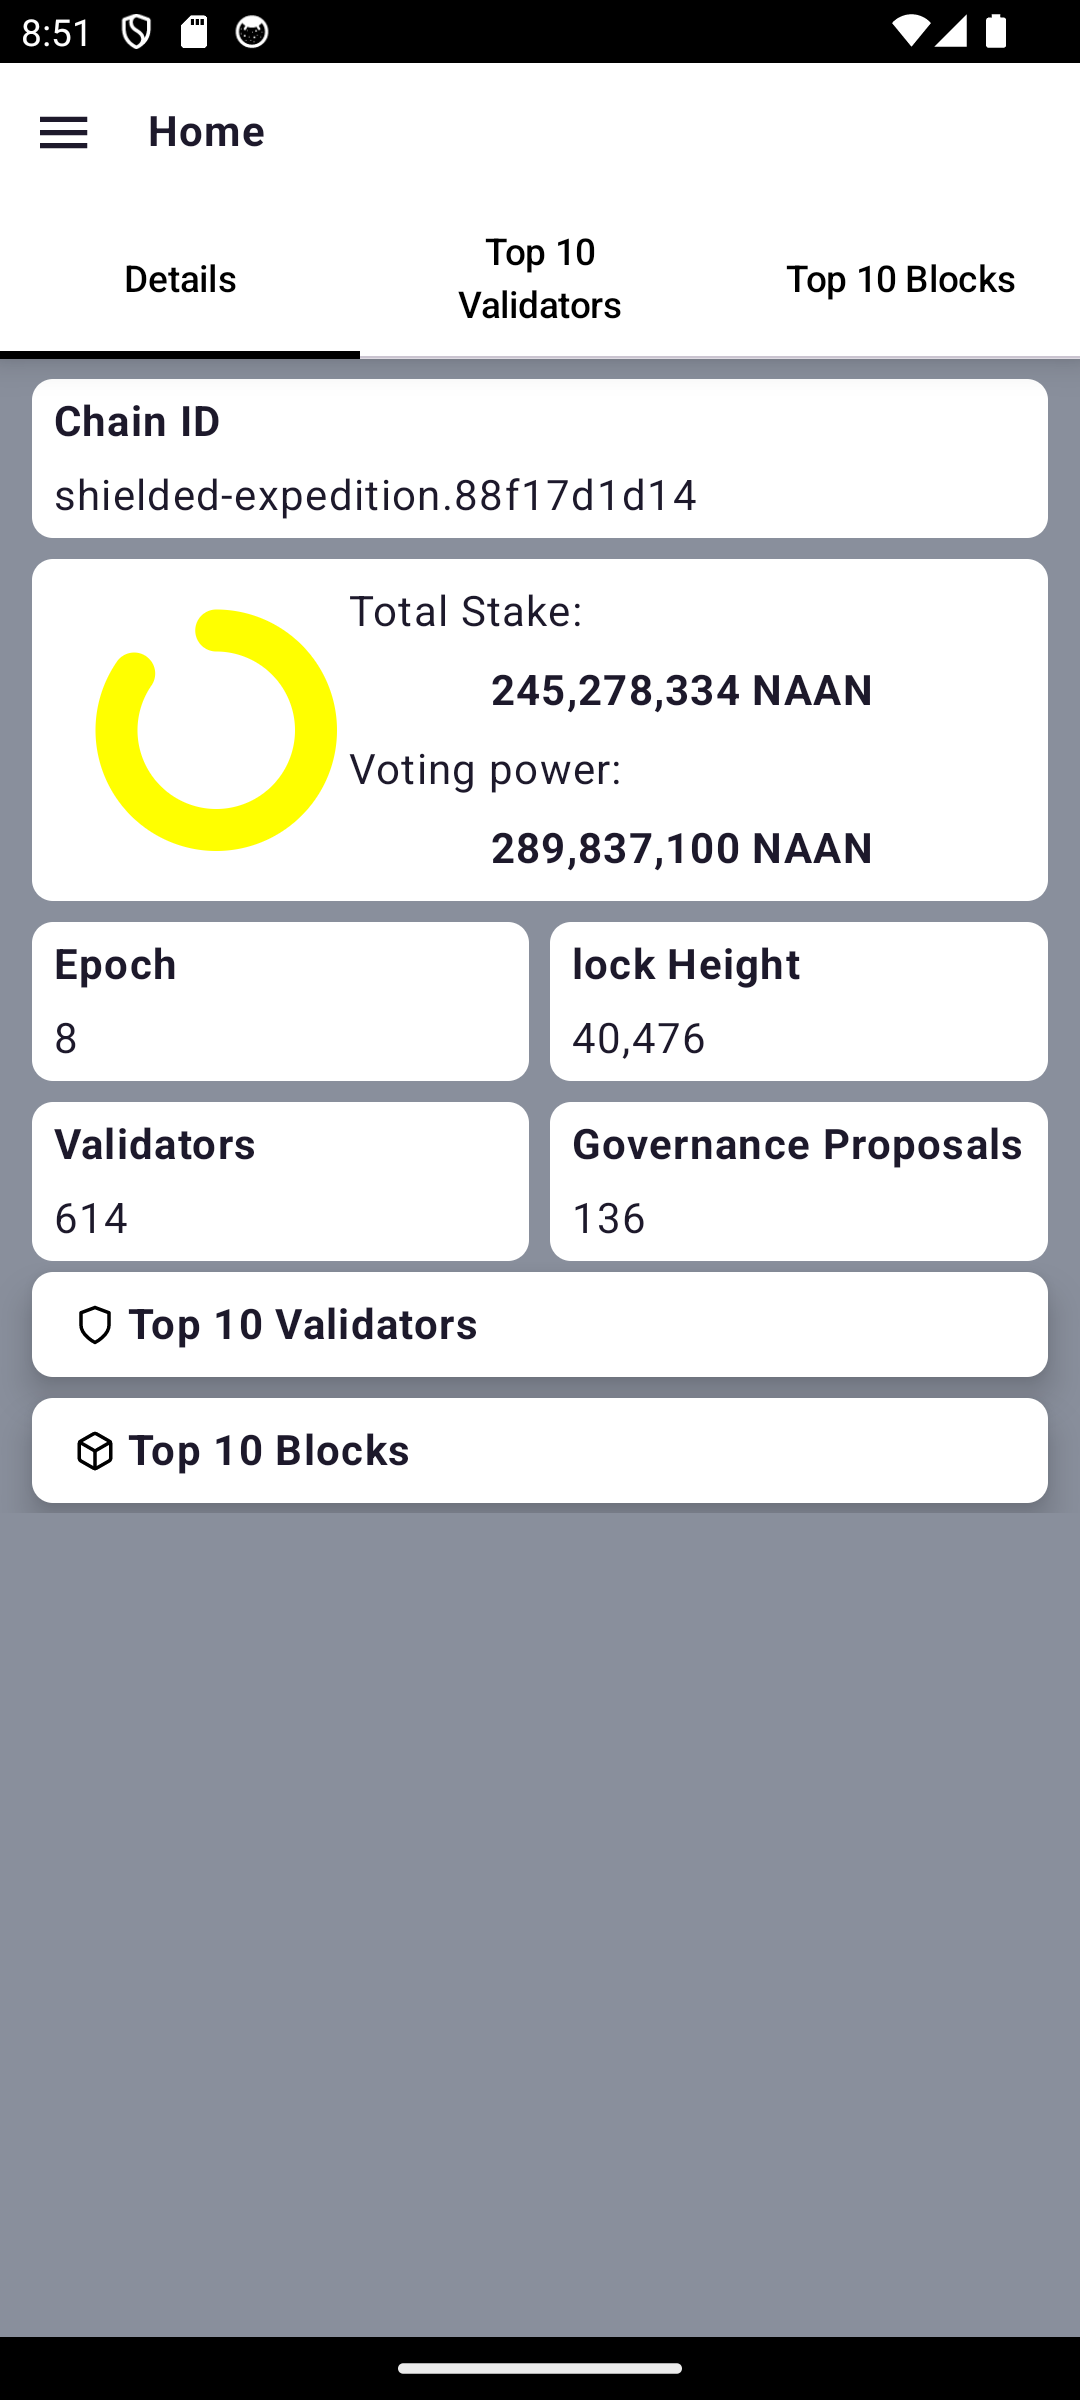 8:51
Home
Details
Top 10
Validators
Top 10 Blocks
Chain ID
shielded-expedition.88f17d1d14
Total Stake:
245,278,334 NAAN
Voting power:
289,837,100 NAAN
Epoch
8
lock Height
40,476
Validators
614
Governance Proposals
136
Top 10 Validators
Top 10 Blocks